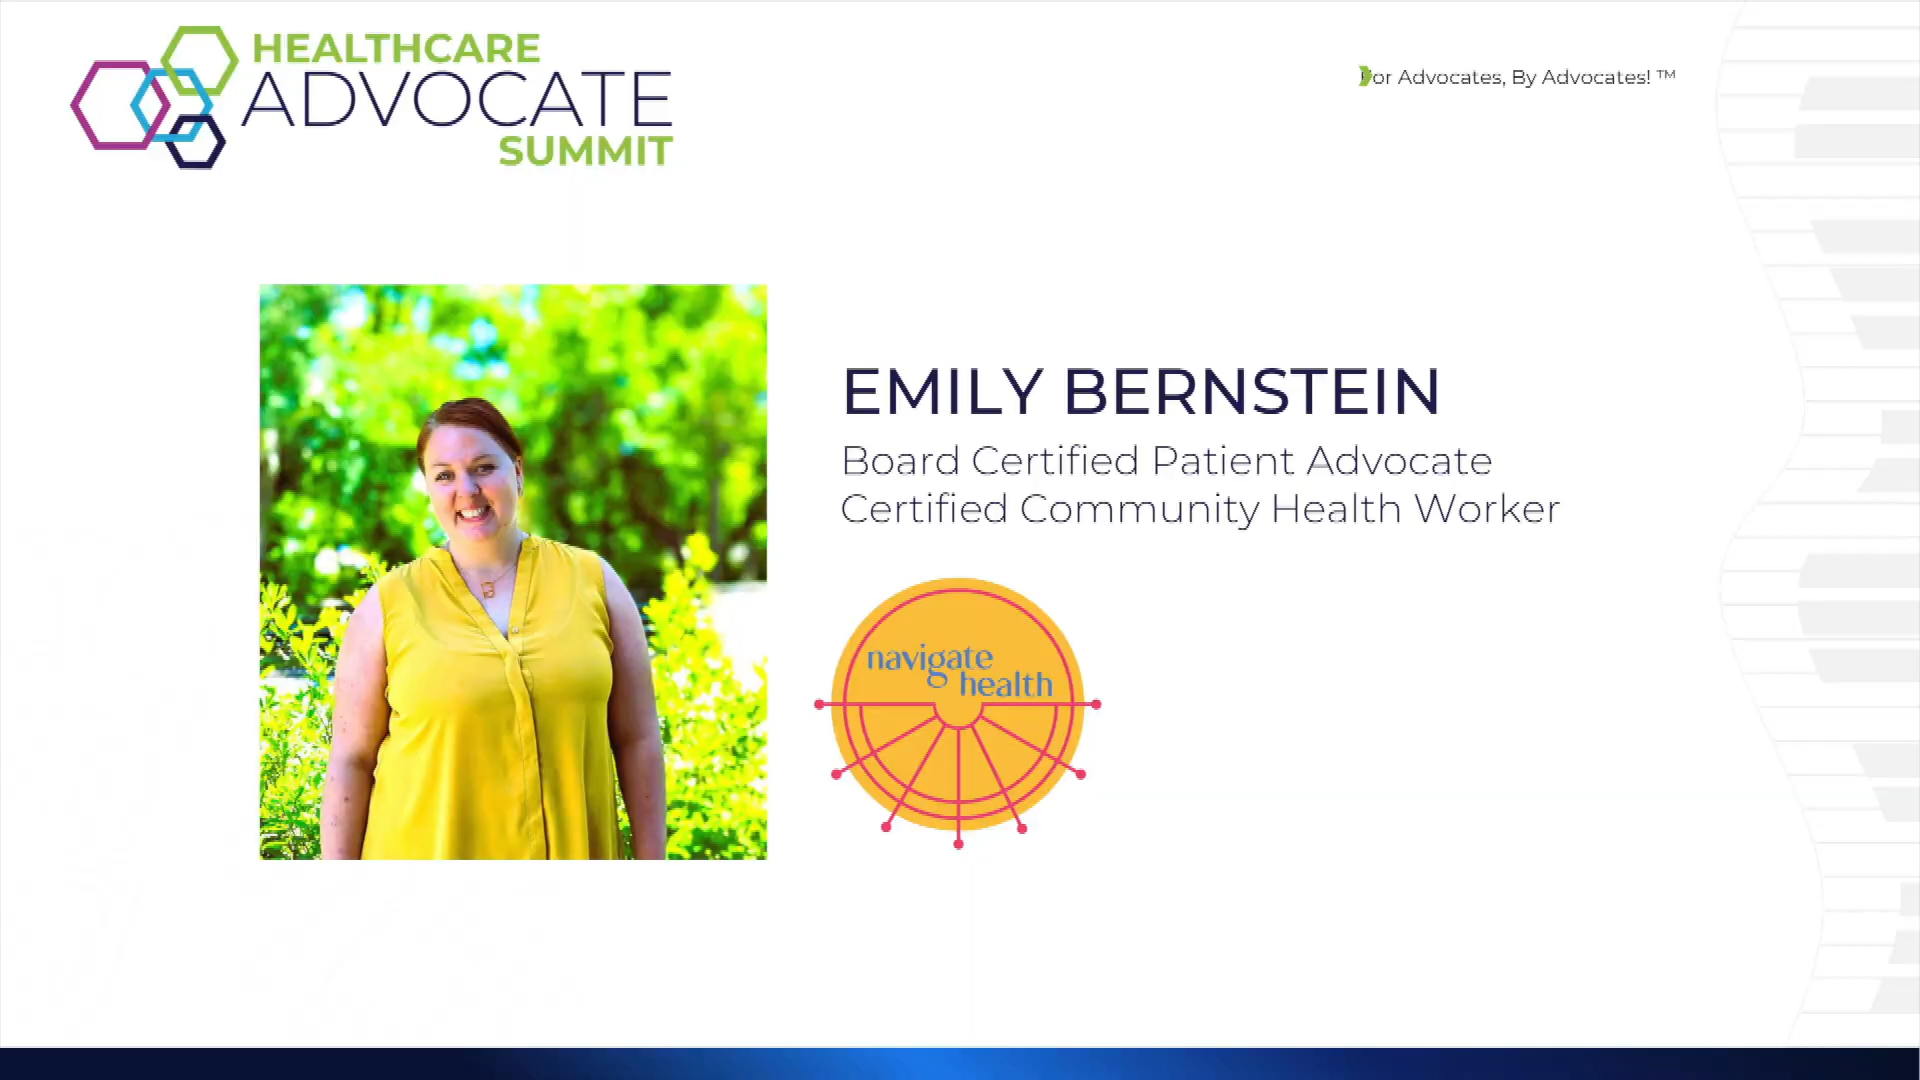 HEALTHCARE
ADVOCATE
SUMMIT
For Advocates, By Advocates! ™
EMILY BERNSTEIN
Board Certified Patient Advocate
Certified Community Health Worker
navigate
health